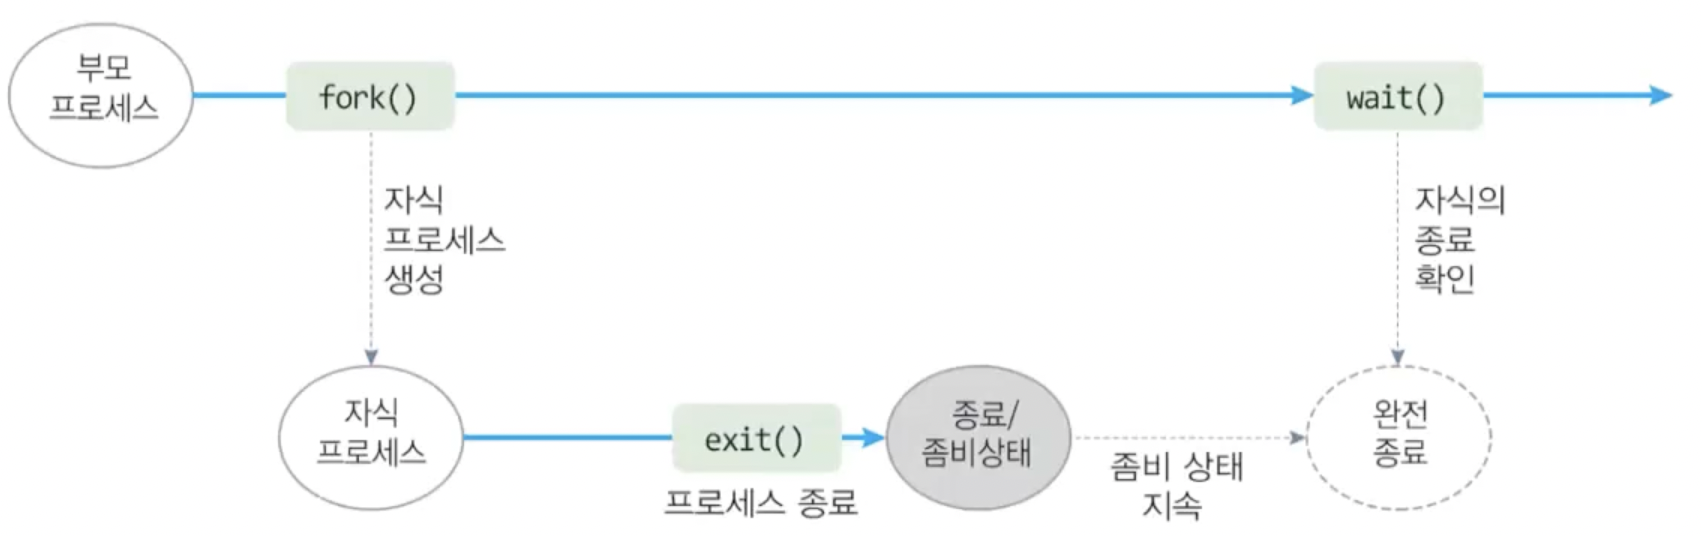 부모
프로세스
fork()
wait()
자식
프로세스
생성
자식의
종료
확인
자식
프로세스
exit()
프로세스 종료
종료/
좀비상태
좀비 상태
지속
완전
종료